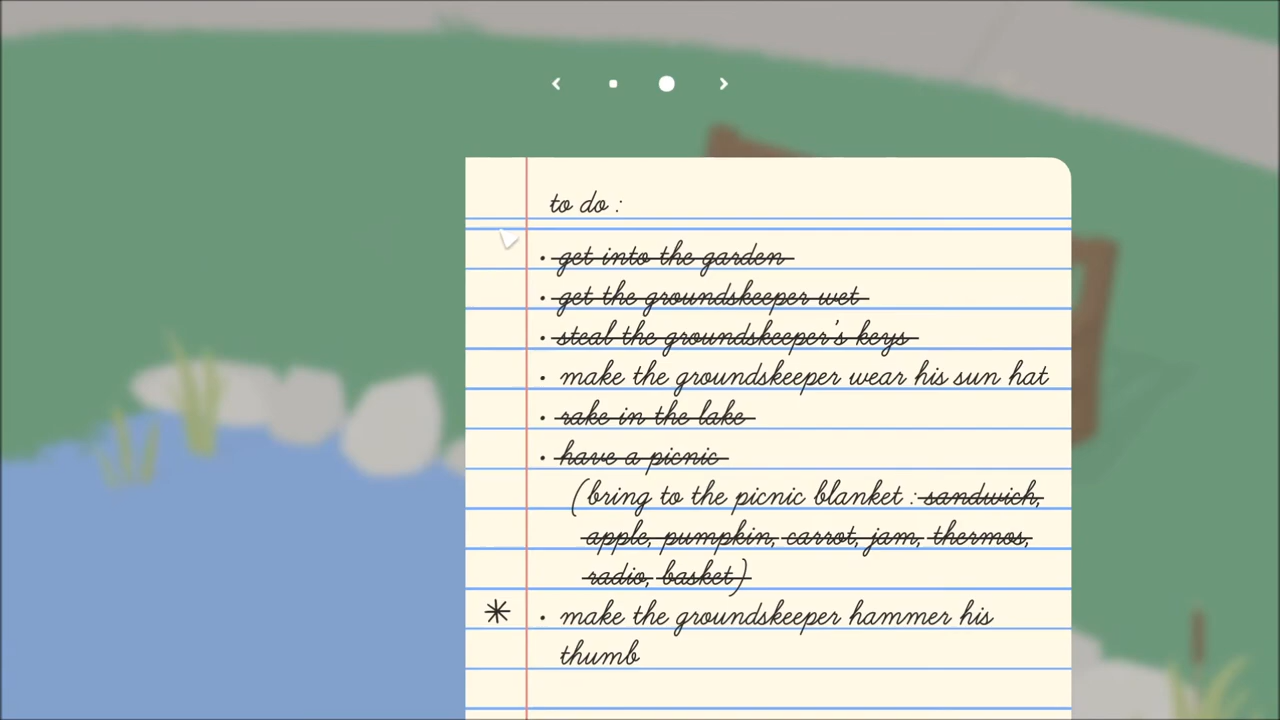 to do :
• get into the garden
• get the groundskeeper wet
• steal the groundskeeper's keys
• make the groundskeeper wear his sun hat
• rake in the lake
• have a picnic
(bring to the picnic blanket : sandwich,
apple, pumpkin, carrot, jam, thermos,
radio, basket)
• make the groundskeeper hammer his
thumb